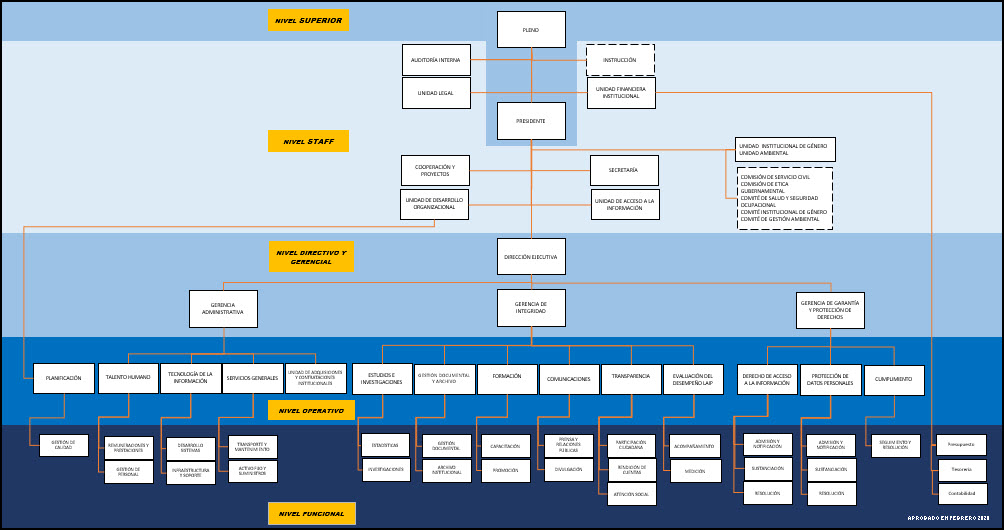 NIVEL SUPERIOR
PLENO
AUDITORÍA INTERNA
INSTRUCCIÓN
UNIDAD LEGAL
UNIDAD FINANCIERA
INSTITUCIONAL
PRESIDENTE
NIVEL STAFF
UNIDAD INSTITUCIONAL DE GÉNERO
UNIDAD AMBIENTAL
COOPERACIÓN Y
PROYECTOS
SECRETARÍA
COMISIÓN DE SERVICIO CIVIL
COMISIÓN DE ETICA
GUBERNAMENTAL
COMITÉ DE SALUD Y SEGURIDAD
OCUPACIONAL
COMITÉ INSTITUCIONAL DE GÉNERO
COMITÉ DE GESTIÓN AMBIENTAL
UNIDAD DE DESARROLLO
ORGANIZACIONAL
UNIDAD DE ACCESO A LA
INFORMACIÓN
NIVEL DIRECTIVO Y
GERENCIAL
DIRECCIÓN EJECUTIVA
GERENCIA
ADMINISTRATIVA
GERENCIA DE
INTEGRIDAD
GERENCIA DE GARANTÍA
Y PROTECCIÓN DE
DERECHOS
PLANIFICACIÓN
TALENTO HUMANO
TECNOLOGÍA DE LA
INFORMACIÓN
SERVICIOS GENERALES
UNIDAD DE ADQUISICIONES
Y CONTRATACIONES
INSTITUCIONALES
ESTUDIOS E
INVESTIGACIONES
GESTIÓN DOCUMENTAL
Y ARCHIVO
FORMACIÓN
COMUNICACIONES
TRANSPARENCIA
EVALUACIÓN DEL
DESEMPEÑO LAIP
DERECHO DE ACCESO
A LA INFORMACIÓN
PROTECCIÓN DE
DATOS PERSONALES
CUMPLIMIENTO
NIVEL OPERATIVO
GESTIÓN DE
CALIDAD
REMUNERACIONES Y
PRESTACIONES
GESTIÓN DE
PERSONAL
DESARROLLO
SISTEMAS
INFRAESTRUCTURA
Y SOPORTE
TRANSPORTE Y
MANTENIMIENTO
ACTIVO FIJO Y
SUMINISTROS
ESTADÍSTICAS
INVESTIGACIONES
GESTIÓN
DOCUMENTAL
ARCHIVO
INSTITUCIONAL
CAPACITACIÓN
PROMOCIÓN
PRENSA Y
RELACIONES
PÚBLICAS
DIVULGACIÓN
PARTICIPACIÓN
CIUDADANA
RENDICIÓN DE
CUENTAS
ATENCIÓN SOCIAL
ACOMPAÑAMIENTO
MEDICIÓN
ADMISIÓN Y
NOTIFICACIÓN
SUSTANCIACIÓN
RESOLUCIÓN
ADMISIÓN Y
NOTIFICACIÓN
SUSTANCIACIÓN
RESOLUCIÓN
SEGUIMIENTO Y
RESOLUCIÓN
Presupuesto
Tesorería
Contabilidad
NIVEL FUNCIONAL
APROBADO EN FEBRERO 2020